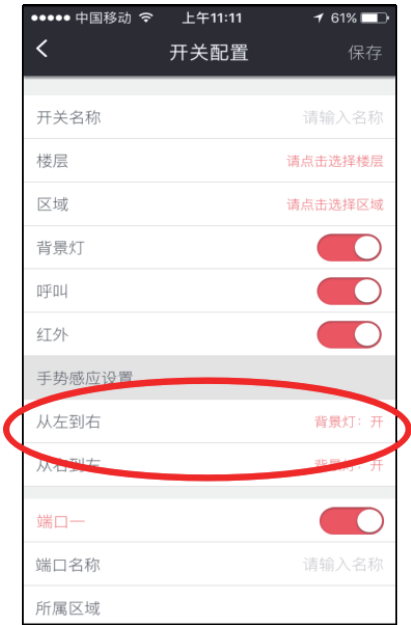 中国移动 上午11:11 61%
开关配置 保存
开关名称 请输入名称
楼层 请点击选择楼层
区域 请点击选择区域
背景灯
呼叫
红外
手势感应设置
从左到右 背景灯：开
从右到左 背景灯：开
端口一
端口名称 请输入名称
所属区域